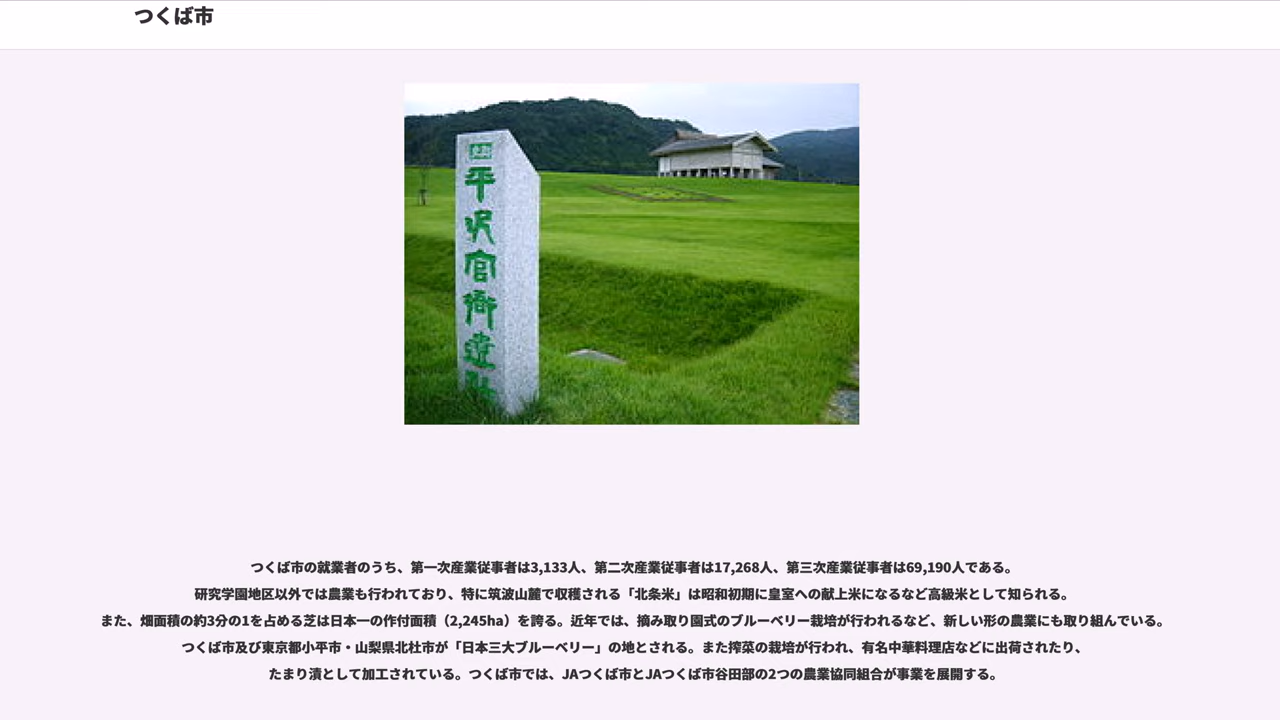 つくば市
平沢官衙遺跡
つくば市の就業者のうち、第一次産業従事者は3,133人、第二次産業従事者は17,268人、第三次産業従事者は69,190人である。
研究学園地区以外では農業も行われており、特に筑波山麓で収穫される「北条米」は昭和初期に皇室への献上米になるなど高級米として知られる。
また、畑面積の約3分の1を占める芝は日本一の作付面積（2,245ha）を誇る。近年では、摘み取り園式のブルーベリー栽培が行われるなど、新しい形の農業にも取り組んでいる。
つくば市及び東京都小平市・山梨県北杜市が「日本三大ブルーベリー」の地とされる。また搾菜の栽培が行われ、有名中華料理店などに出荷されたり、
たまり漬として加工されている。つくば市では、JAつくば市とJAつくば市谷田部の2つの農業協同組合が事業を展開する。